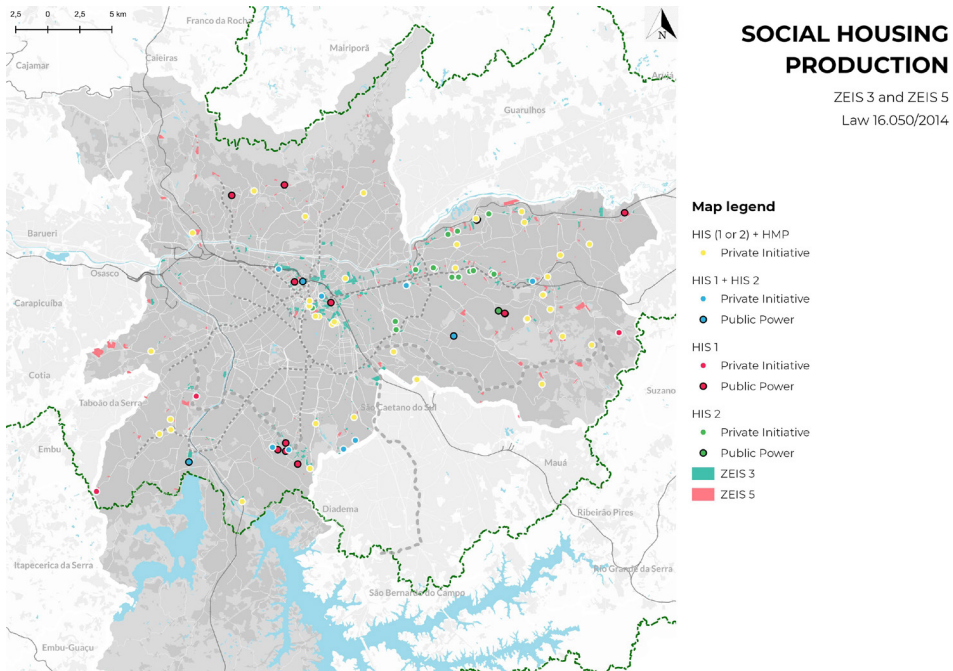 2,5 0 2,5 5 km
N
Franco da Rocha
Mairiporã
Caieiras
Cajamar
Arujá
Guarulhos
Barueri
Osasco
Carapicuíba
Cotia
Taboão da Serra
São Caetano do Sul
Suzano
Embu
Mauá
Diadema
Ribeirão Pires
Itapecerica da Serra
Rio Grande da Serra
São Bernardo do Campo
Embu-Guaçu
SOCIAL HOUSING
PRODUCTION
ZEIS 3 and ZEIS 5
Law 16.050/2014
Map legend
HIS (1 or 2) + HMP
Private Initiative
HIS 1 + HIS 2
Private Initiative
Public Power
HIS 1
Private Initiative
Public Power
HIS 2
Private Initiative
Public Power
ZEIS 3
ZEIS 5